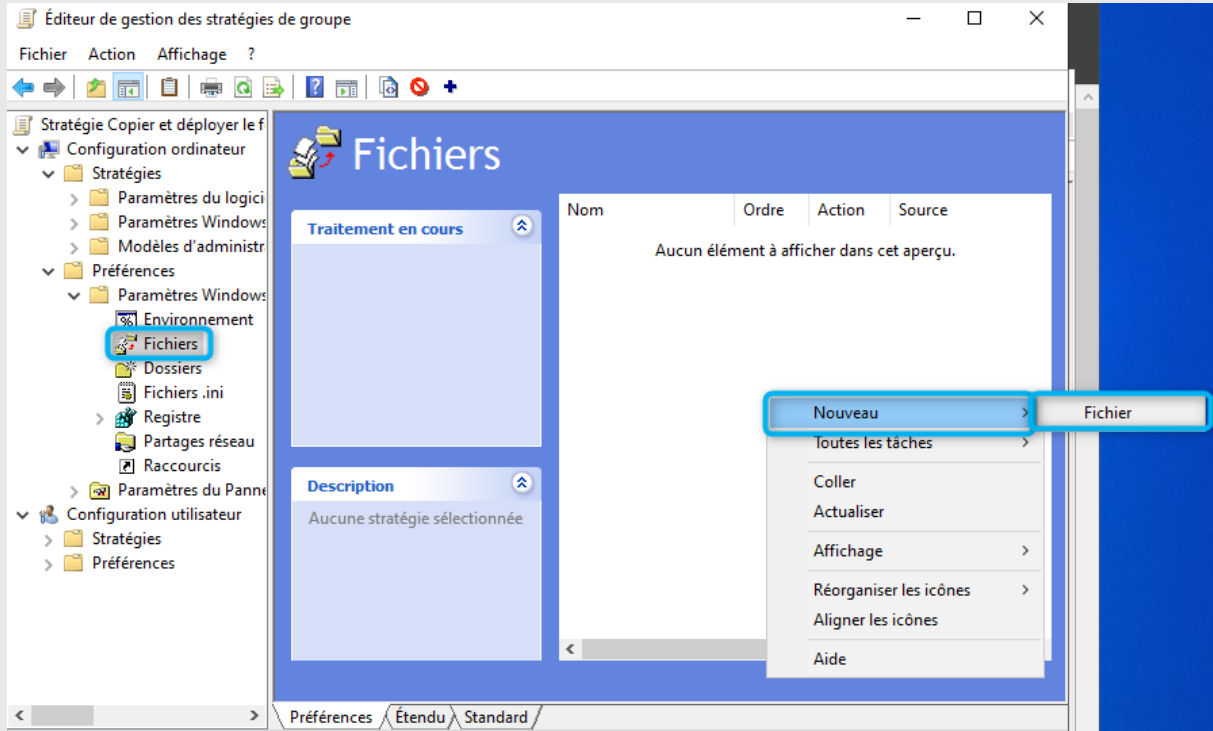 Éditeur de gestion des stratégies de groupe
Fichier Action Affichage ?
Stratégie Copier et déployer le f
Configuration ordinateur
Stratégies
Paramètres du logici
Paramètres Windows
Modèles d'administr
Préférences
Paramètres Windows
Environnement
Fichiers
Dossiers
Fichiers .ini
Registre
Partages réseau
Raccourcis
Paramètres du Panne
Configuration utilisateur
Stratégies
Préférences
Fichiers
Traitement en cours
Description
Aucune stratégie sélectionnée
Nom Ordre Action Source
Aucun élément à afficher dans cet aperçu.
Nouveau
Fichier
Toutes les tâches
Coller
Actualiser
Affichage
Réorganiser les icônes
Aligner les icônes
Aide
Préférences Étendu Standard